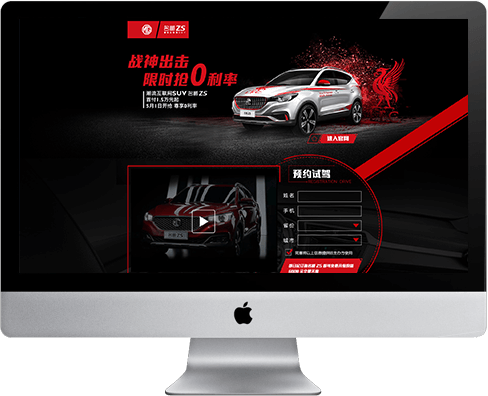 MG 名爵ZS
战神出击
限时抢0利率
潮流互联网SUV 名爵ZS
首付1.5万元起
5月1日开抢 尊享0利率
进入官网
预约试驾
姓名
手机
省份
城市